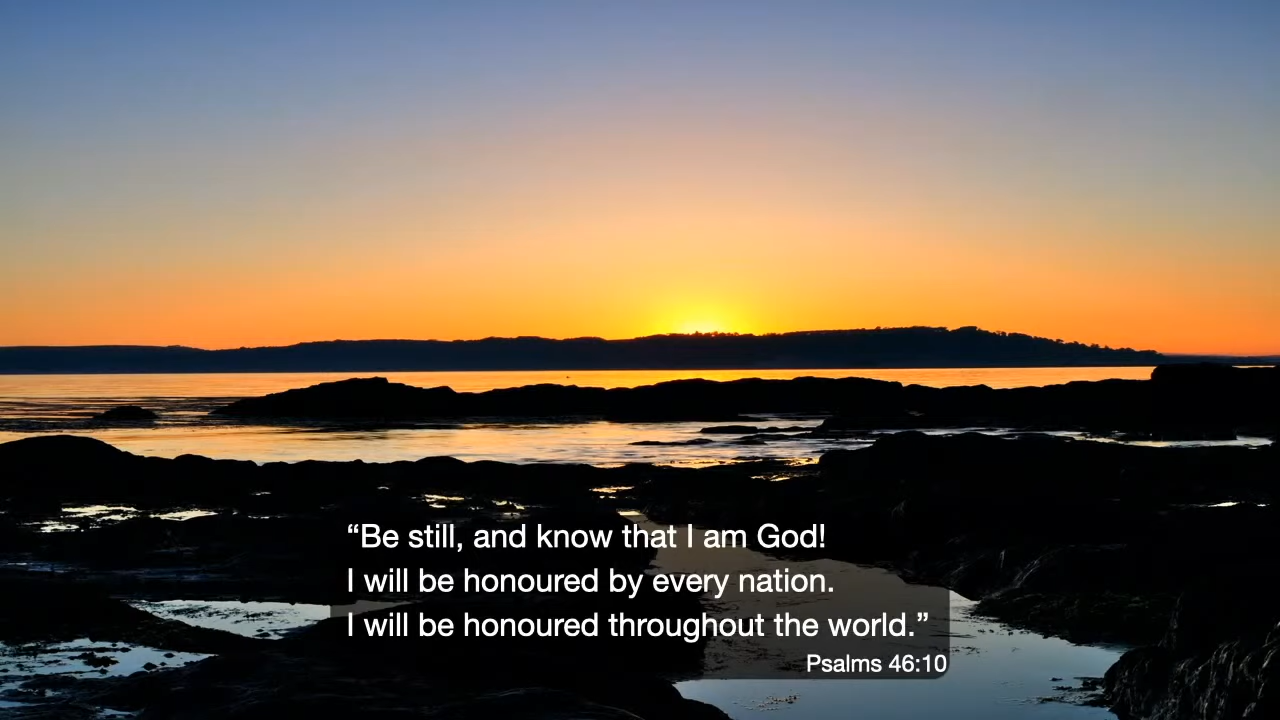 “Be still, and know that I am God!
I will be honoured by every nation.
I will be honoured throughout the world.”
Psalms 46:10